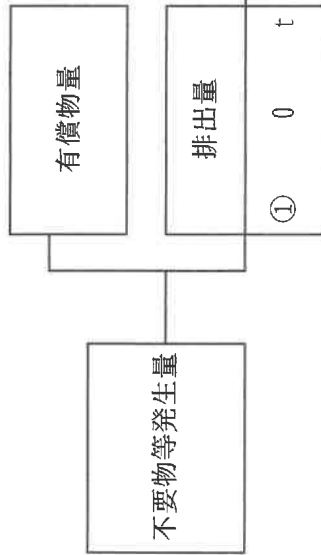 不要物等発生量
有償物量
排出量
① 0 t